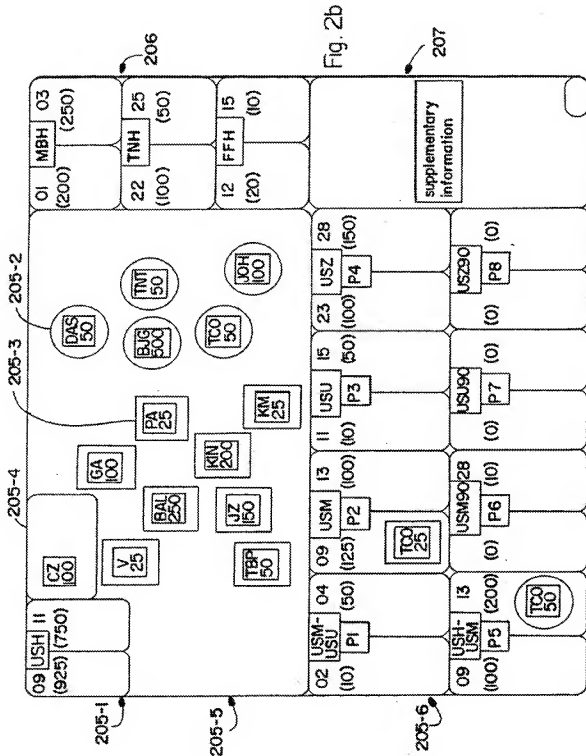 Fig. 2b
205-1
205-2
205-3
205-4
205-5
205-6
206
207
09 USH 11
(925) (750)
CZ
100
V
25
GA
100
PA
25
BAL
250
KIN
200
JZ
150
KM
25
TBP
50
DAS
50
TNT
50
BJG
500
TCO
50
JOH
100
01 MBH 03
(200) (250)
22 TNH 25
(100) (50)
12 FFH 15
(20) (10)
02 USM-USU 04
(10) P1 (50)
09 USM 13
(125) P2 (100)
TCO
25
11 USU 15
(10) P3 (50)
23 USZ 28
(100) P4 (150)
09 USH-USM 13
(100) P5 (200)
TCO
50
USM90 28
(0) P6 (10)
USU90
(0) P7 (0)
USZ90
(0) P8 (0)
supplementary
information